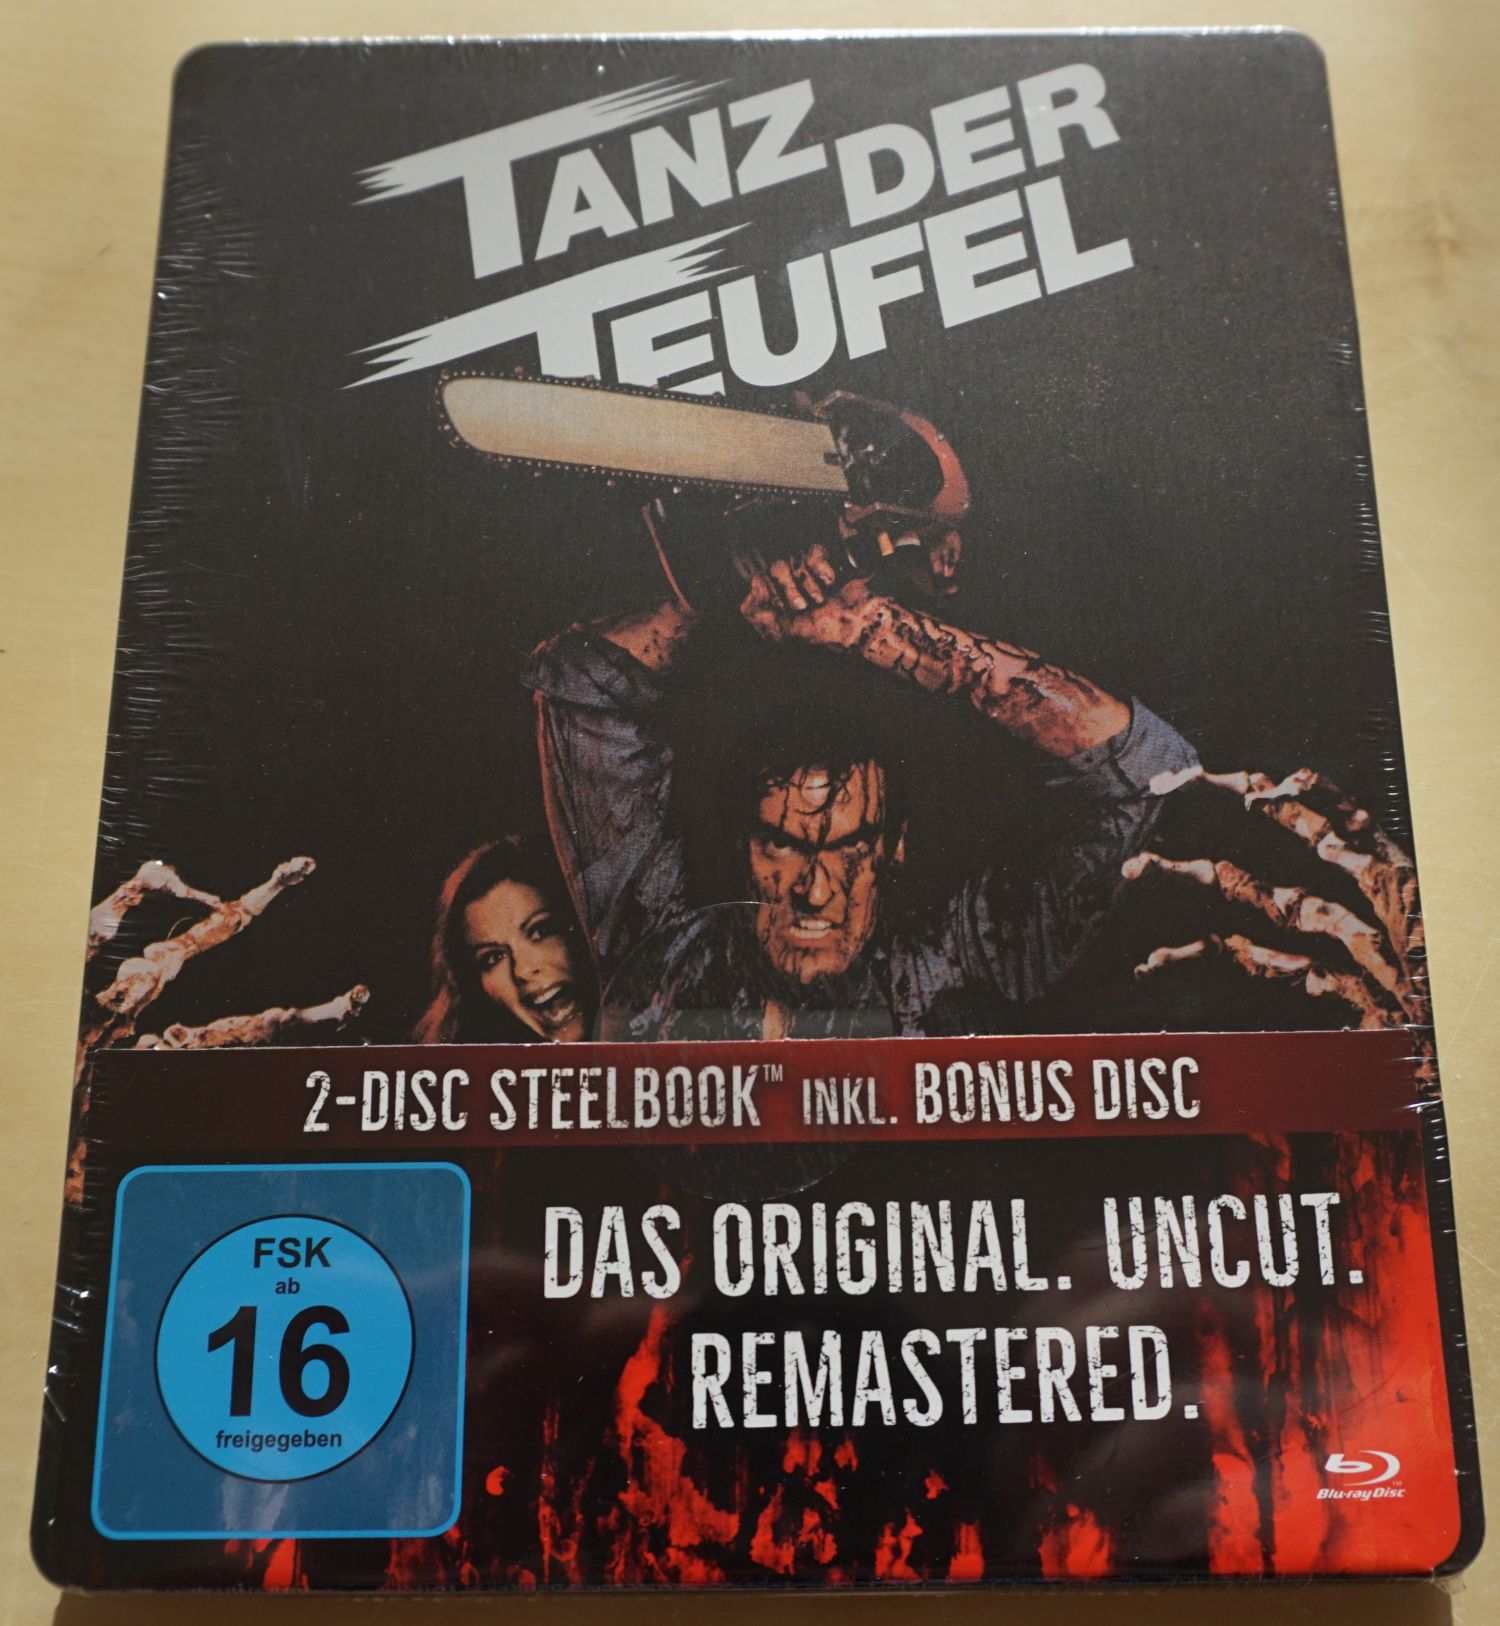 TANZ DER
TEUFEL
2-DISC STEELBOOK™ INKL. BONUS DISC
FSK
ab
16
freigegeben
DAS ORIGINAL. UNCUT.
REMASTERED.
Blu-ray Disc™